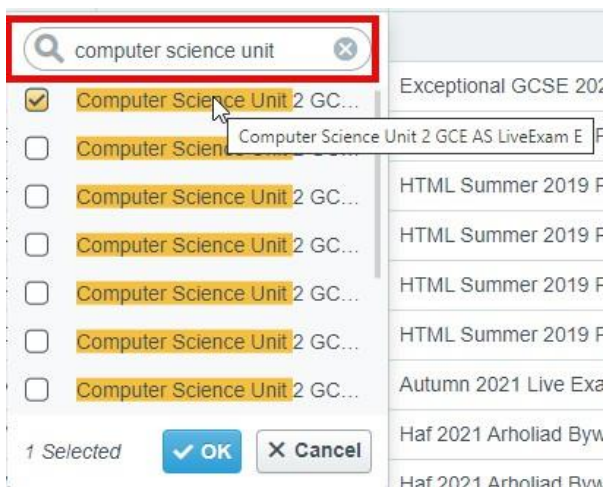 computer science unit
Computer Science Unit 2 GC...
Computer Science Unit 2 GCE AS LiveExam E
Computer Scien
Computer Science Unit 2 GC...
Computer Science Unit 2 GC...
Computer Science Unit 2 GC...
Computer Science Unit 2 GC...
Computer Science Unit 2 GC...
1 Selected
OK
Cancel
Exceptional GCSE 202
HTML Summer 2019 F
HTML Summer 2019 F
HTML Summer 2019 F
HTML Summer 2019 F
Autumn 2021 Live Exa
Haf 2021 Arholiad Byw
Haf 2021 Arholiad Byw